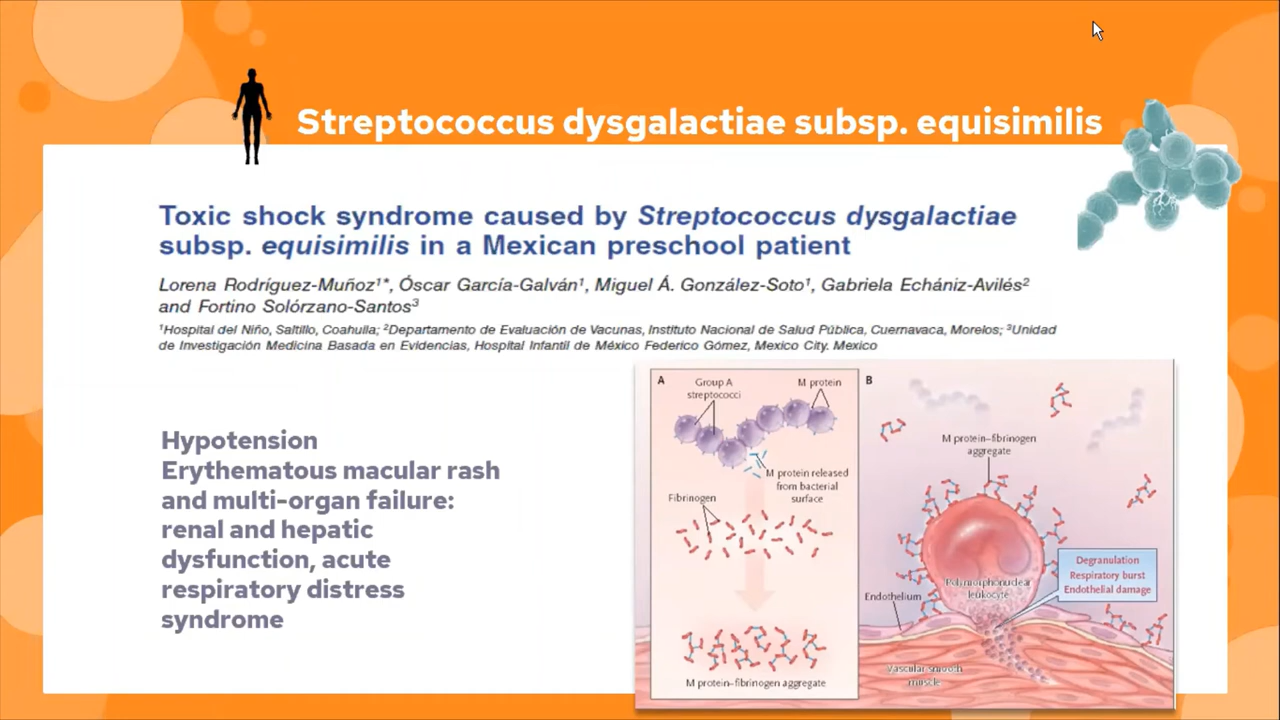 Streptococcus dysgalactiae subsp. equisimilis
Toxic shock syndrome caused by Streptococcus dysgalactiae
subsp. equisimilis in a Mexican preschool patient
Lorena Rodríguez-Muñoz¹*, Óscar García-Galván¹, Miguel Á. González-Soto¹, Gabriela Echániz-Avilés²
and Fortino Solórzano-Santos³
¹Hospital del Niño, Saltillo, Coahuila; ²Departamento de Evaluación de Vacunas, Instituto Nacional de Salud Pública, Cuernavaca, Morelos; ³Unidad
de Investigación Medicina Basada en Evidencias, Hospital Infantil de México Federico Gómez, Mexico City. Mexico
Hypotension
Erythematous macular rash
and multi-organ failure:
renal and hepatic
dysfunction, acute
respiratory distress
syndrome
A
Group A
streptococci
M protein
M protein released
from bacterial
surface
Fibrinogen
M protein–fibrinogen aggregate
B
M protein–fibrinogen
aggregate
Polymorphonuclear
leukocyte
Degranulation
Respiratory burst
Endothelial damage
Endothelium
Vascular smooth
muscle